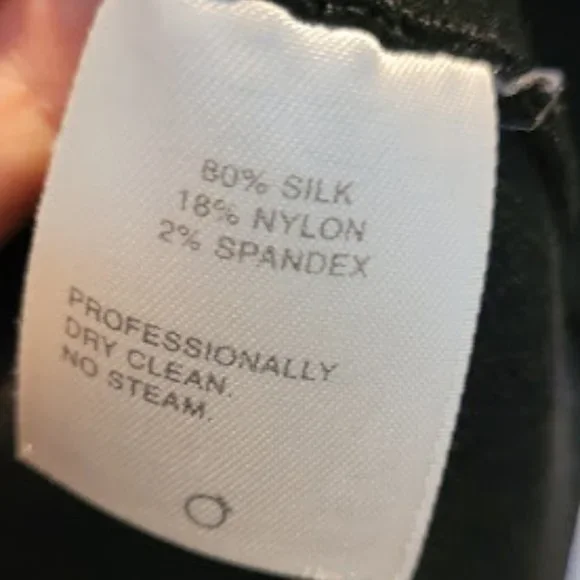 80% SILK
18% NYLON
2% SPANDEX
PROFESSIONALLY
DRY CLEAN.
NO STEAM.